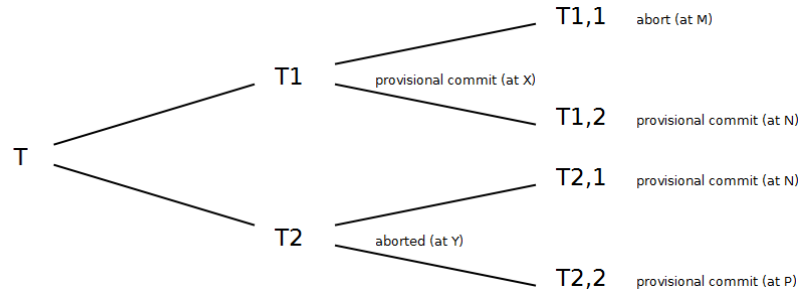 T1,1 abort (at M)
T1
provisional commit (at X)
T1,2 provisional commit (at N)
T
T2,1 provisional commit (at N)
T2
aborted (at Y)
T2,2 provisional commit (at P)